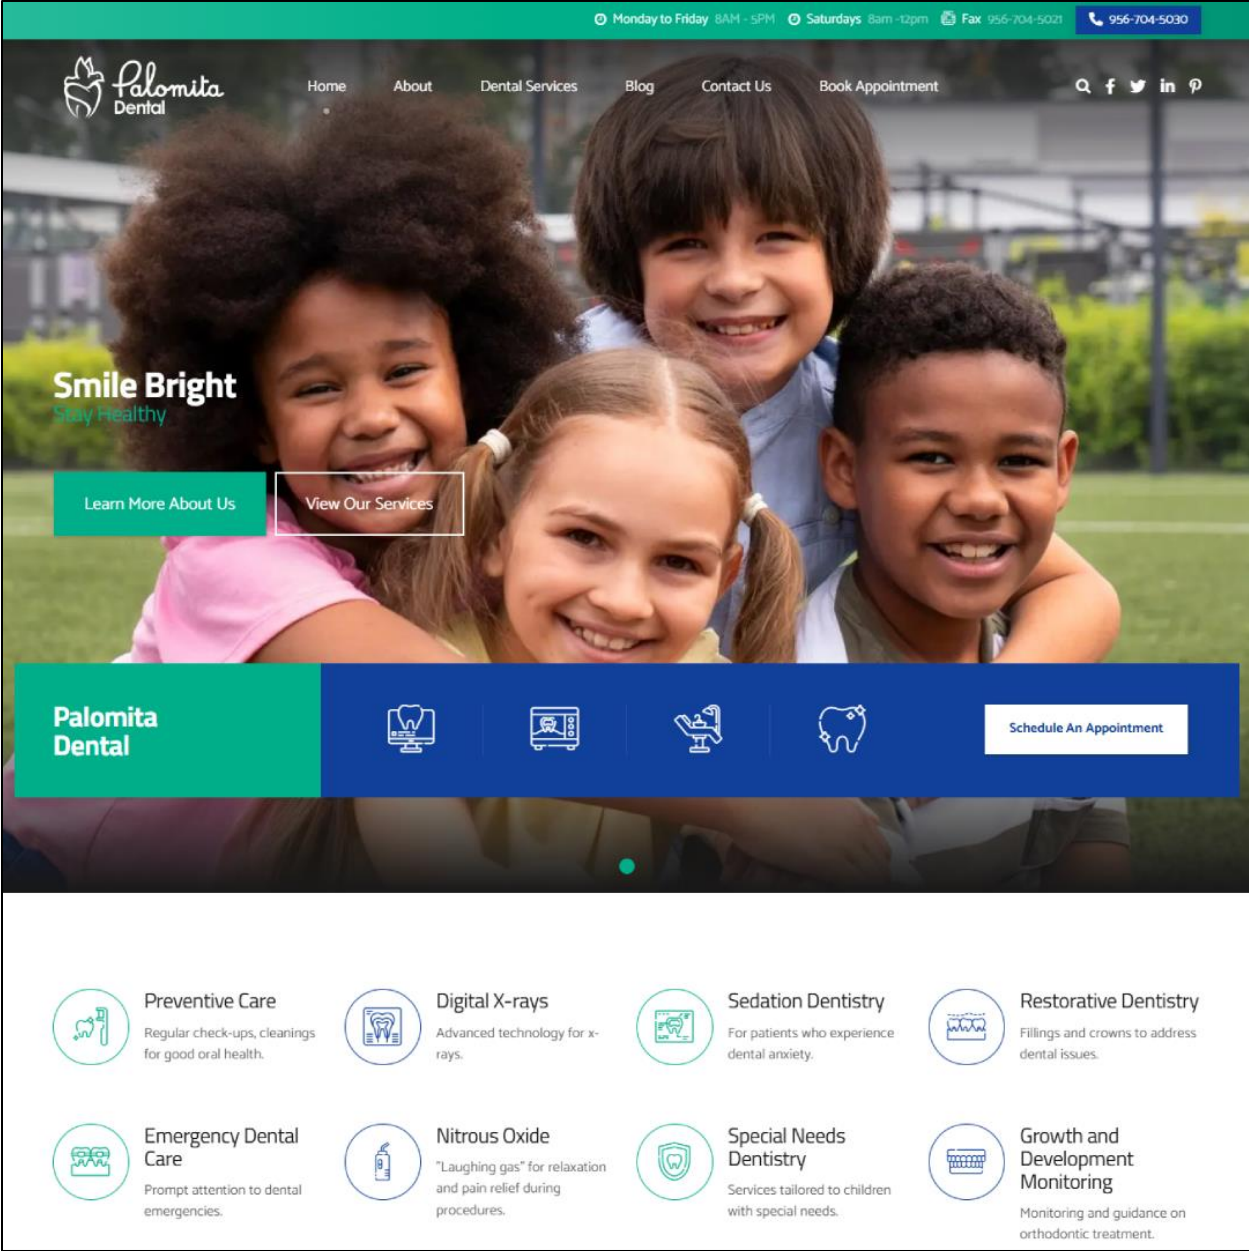 Monday to Friday 8AM - 5PM Saturdays 8am -12pm Fax 956-704-5021 956-704-5030
Palomita
Dental
Home About Dental Services Blog Contact Us Book Appointment
Smile Bright
Stay Healthy
Learn More About Us View Our Services
Palomita
Dental
Schedule An Appointment
Preventive Care
Regular check-ups, cleanings
for good oral health.
Digital X-rays
Advanced technology for x-
rays.
Sedation Dentistry
For patients who experience
dental anxiety.
Restorative Dentistry
Fillings and crowns to address
dental issues.
Emergency Dental
Care
Prompt attention to dental
emergencies.
Nitrous Oxide
"Laughing gas" for relaxation
and pain relief during
procedures.
Special Needs
Dentistry
Services tailored to children
with special needs.
Growth and
Development
Monitoring
Monitoring and guidance on
orthodontic treatment.